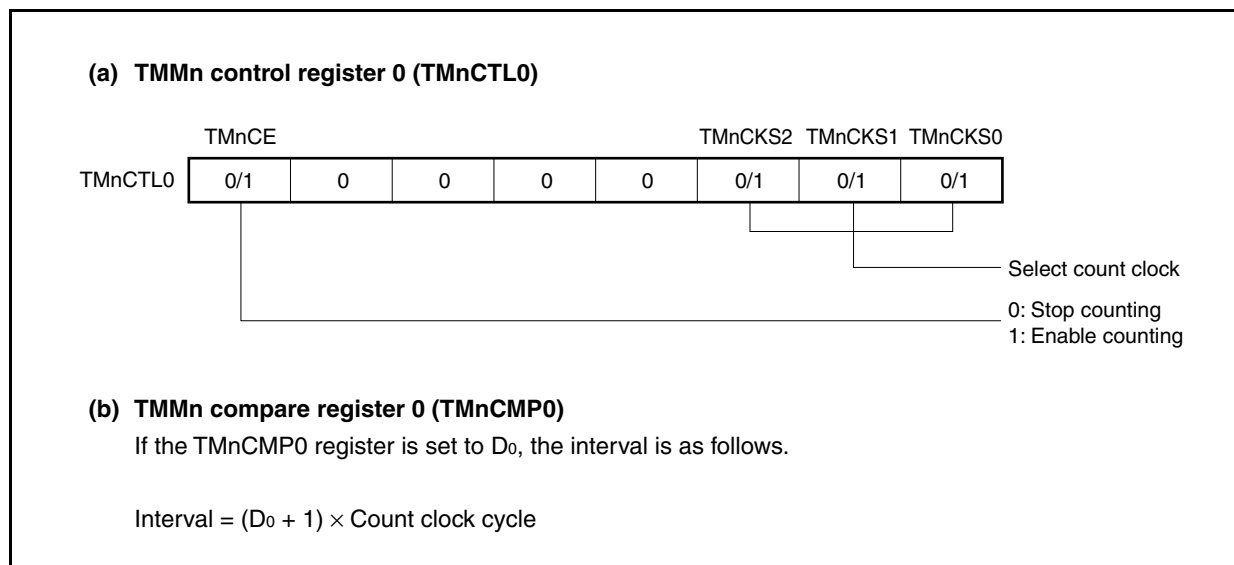 (a) TMMn control register 0 (TMnCTL0)
TMnCE TMnCKS2 TMnCKS1 TMnCKS0
TMnCTL0 0/1 0 0 0 0 0/1 0/1 0/1
Select count clock
0: Stop counting
1: Enable counting
(b) TMMn compare register 0 (TMnCMP0)
If the TMnCMP0 register is set to D0, the interval is as follows.
Interval = (D0 + 1) × Count clock cycle